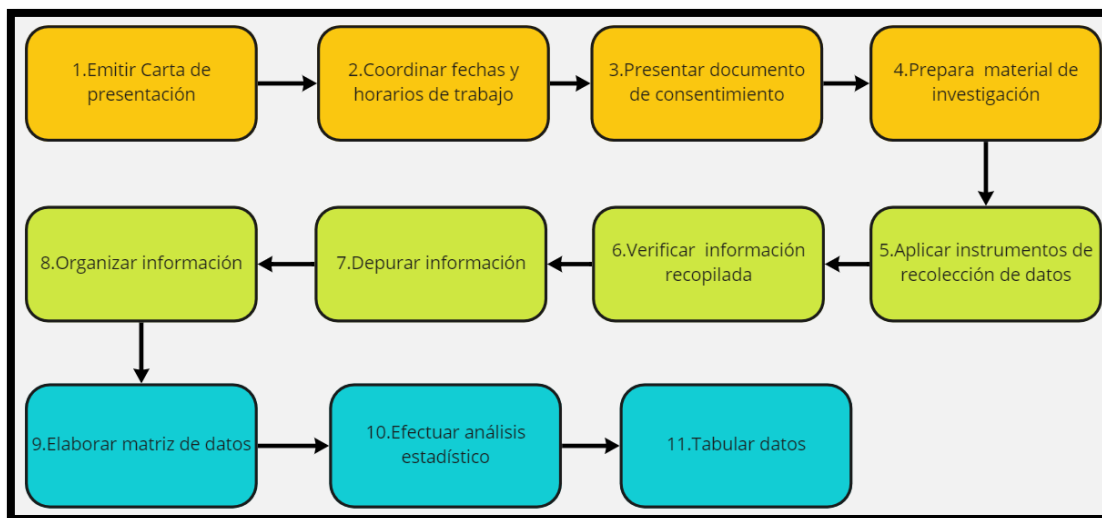 1.Emitir Carta de
presentación
2.Coordinar fechas y
horarios de trabajo
3.Presentar documento
de consentimiento
4.Prepara material de
investigación
5.Aplicar instrumentos de
recolección de datos
6.Verificar información
recopilada
7.Depurar información
8.Organizar información
9.Elaborar matriz de datos
10.Efectuar análisis
estadístico
11.Tabular datos